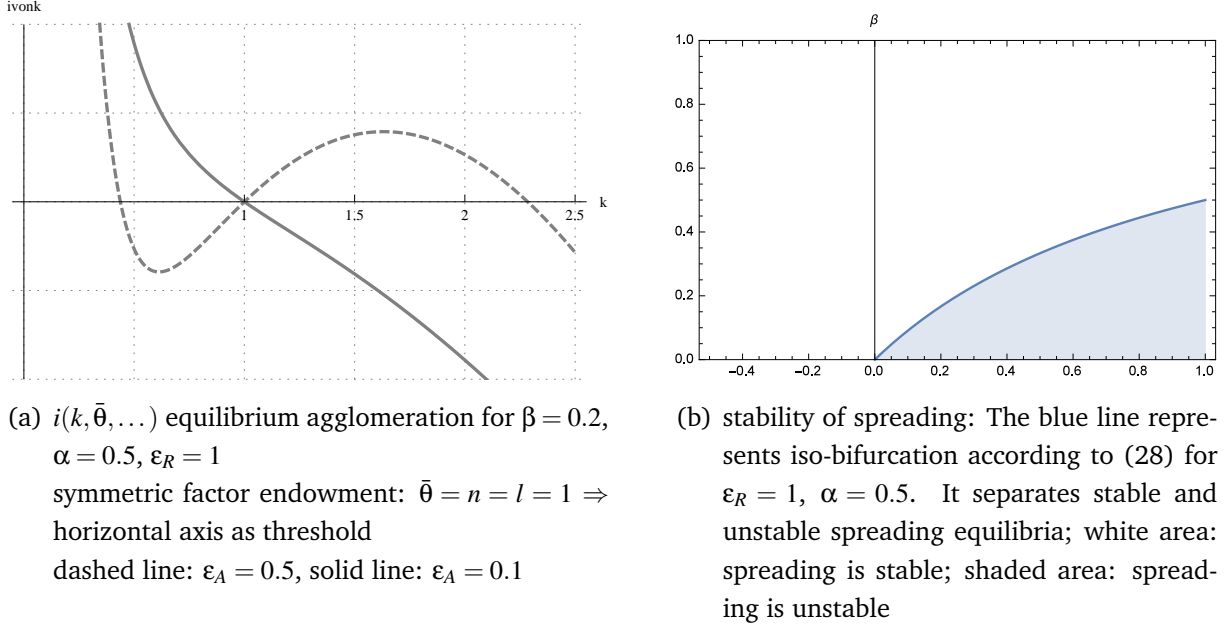 ivonk
k
1
1.5
2
2.5
β
1.0
0.8
0.6
0.4
0.2
0.0
−0.4
−0.2
0.0
0.2
0.4
0.6
0.8
1.0
(a) i(k, θ̄, …) equilibrium agglomeration for β = 0.2,
α = 0.5, ε_R = 1
symmetric factor endowment: θ̄ = n = l = 1 ⇒
horizontal axis as threshold
dashed line: ε_A = 0.5, solid line: ε_A = 0.1
(b) stability of spreading: The blue line repre-
sents iso-bifurcation according to (28) for
ε_R = 1, α = 0.5. It separates stable and
unstable spreading equilibria; white area:
spreading is stable; shaded area: spread-
ing is unstable